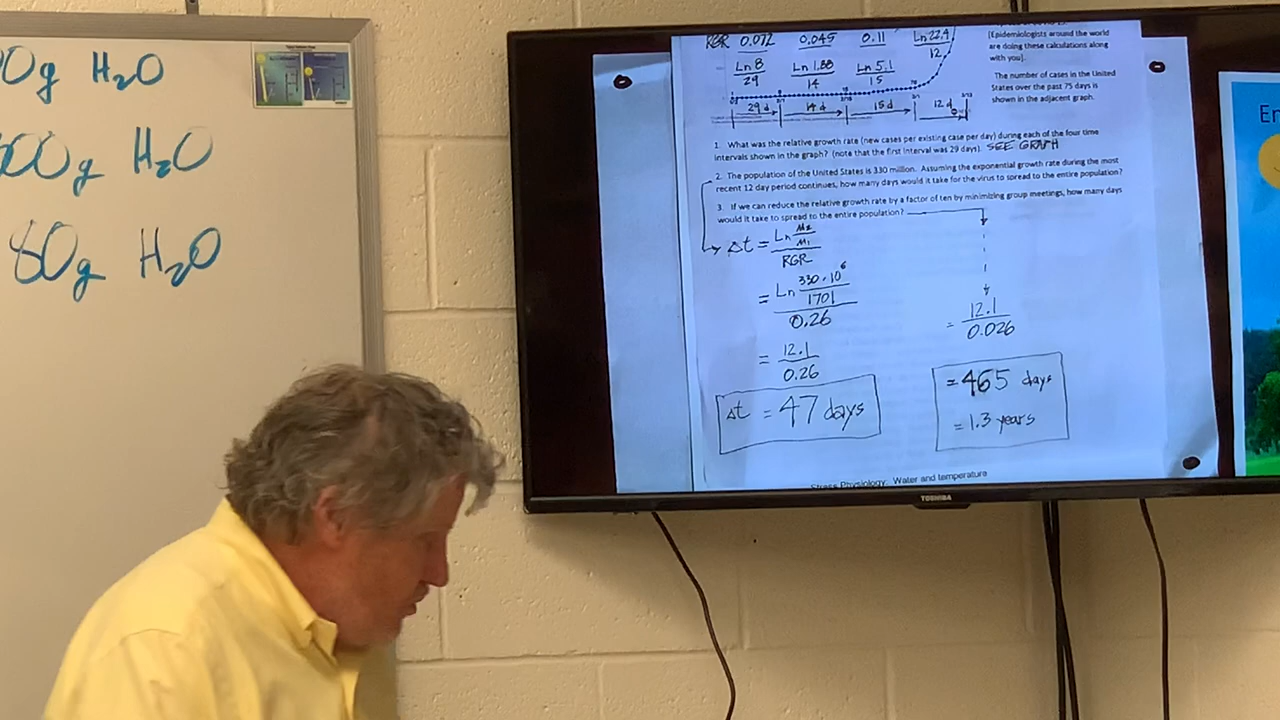 0g H₂O
00g H₂O
80g H₂O
RGR 0.072 0.045 0.11 Ln 22.4
12
Ln 8 Ln 1.88 Ln 5.1
29 14 15
29 d 14 d 15 d 12 d
[Epidemiologists around the world
are doing these calculations along
with you].
The number of cases in the United
States over the past 75 days is
shown in the adjacent graph.
1. What was the relative growth rate (new cases per existing case per day) during each of the four time
intervals shown in the graph? (note that the first interval was 29 days). SEE GRAPH
2. The population of the United States is 330 million. Assuming the exponential growth rate during the most
recent 12 day period continues, how many days would it take for the virus to spread to the entire population?
3. If we can reduce the relative growth rate by a factor of ten by minimizing group meetings, how many days
would it take to spread to the entire population?
Δt = Ln M₂
M₁
RGR
= Ln 330·10⁶
1701
0.26
= 12.1
0.26
Δt = 47 days
= 12.1
0.026
= 465 days
= 1.3 years
Stress Physiology: Water and temperature
TOSHIBA